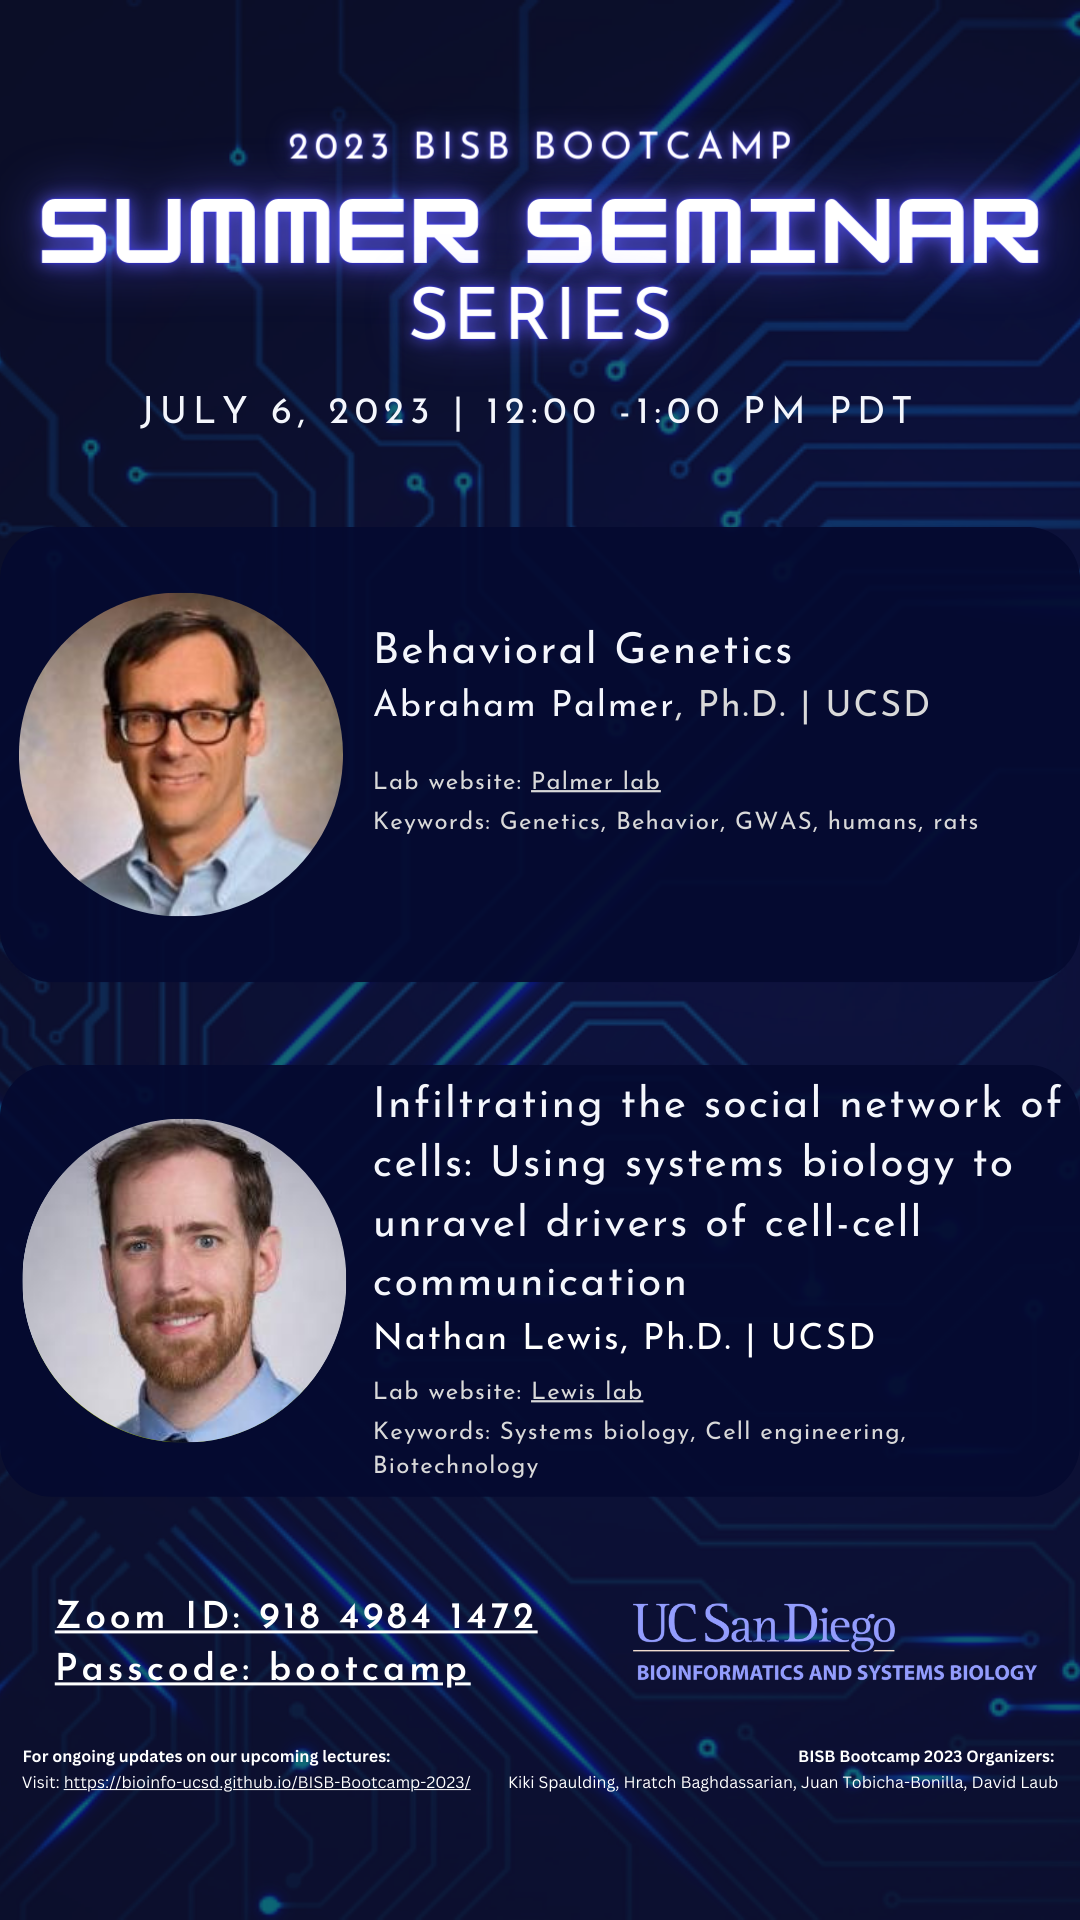 2023 BISB BOOTCAMP
SUMMER SEMINAR
SERIES
JULY 6, 2023 | 12:00 -1:00 PM PDT
Behavioral Genetics
Abraham Palmer, Ph.D. | UCSD
Lab website: Palmer lab
Keywords: Genetics, Behavior, GWAS, humans, rats
Infiltrating the social network of
cells: Using systems biology to
unravel drivers of cell-cell
communication
Nathan Lewis, Ph.D. | UCSD
Lab website: Lewis lab
Keywords: Systems biology, Cell engineering,
Biotechnology
Zoom ID: 918 4984 1472
Passcode: bootcamp
UC San Diego
BIOINFORMATICS AND SYSTEMS BIOLOGY
For ongoing updates on our upcoming lectures:
Visit: https://bioinfo-ucsd.github.io/BISB-Bootcamp-2023/
BISB Bootcamp 2023 Organizers:
Kiki Spaulding, Hratch Baghdassarian, Juan Tobicha-Bonilla, David Laub